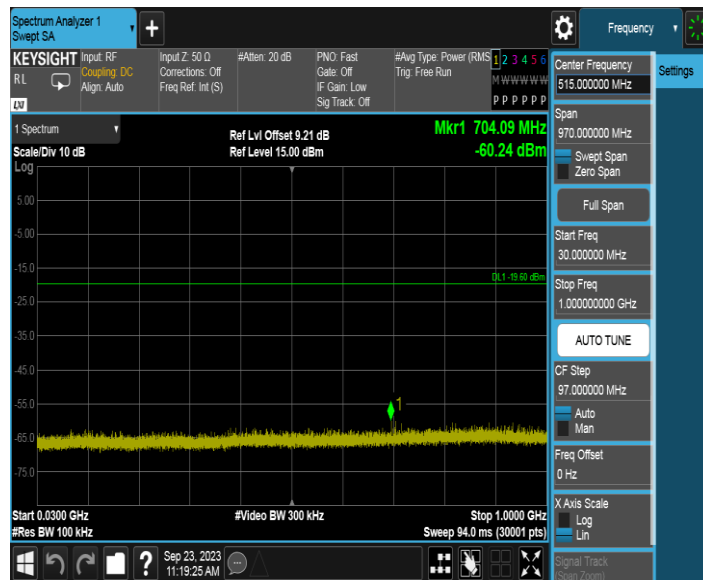 Spectrum Analyzer 1
Swept SA
+
Frequency
KEYSIGHT
RL
LXI
Input: RF
Coupling: DC
Align: Auto
Input Z: 50 Ω
Corrections: Off
Freq Ref: Int (S)
#Atten: 20 dB
PNO: Fast
Gate: Off
IF Gain: Low
Sig Track: Off
#Avg Type: Power (RMS
Trig: Free Run
1 2 3 4 5 6
M W W W W W
P P P P P P
1 Spectrum
Scale/Div 10 dB
Ref Lvl Offset 9.21 dB
Ref Level 15.00 dBm
Mkr1 704.09 MHz
-60.24 dBm
Log
5.00
-5.00
-15.0
DL1 -19.60 dBm
-25.0
-35.0
-45.0
-55.0
1
-65.0
-75.0
Start 0.0300 GHz
#Res BW 100 kHz
#Video BW 300 kHz
Stop 1.0000 GHz
Sweep 94.0 ms (30001 pts)
?
Sep 23, 2023
11:19:25 AM
Center Frequency
515.000000 MHz
Settings
Span
970.000000 MHz
Swept Span
Zero Span
Full Span
Start Freq
30.000000 MHz
Stop Freq
1.000000000 GHz
AUTO TUNE
CF Step
97.000000 MHz
Auto
Man
Freq Offset
0 Hz
X Axis Scale
Log
Lin
Signal Track
(Span Zoom)